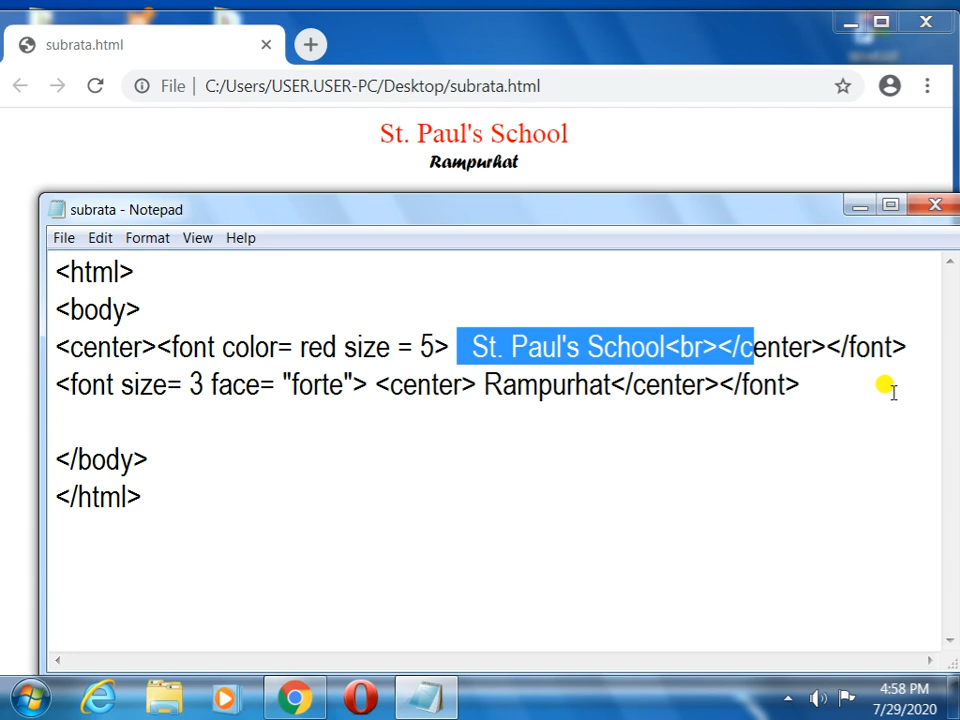 subrata.html
File
C:/Users/USER.USER-PC/Desktop/subrata.html
St. Paul's School
Rampurhat
subrata - Notepad
File Edit Format View Help
<html>
<body>
<center><font color= red size = 5>  St. Paul's School<br></center></font>
<font size= 3 face= "forte"> <center> Rampurhat</center></font>
</body>
</html>
4:58 PM
7/29/2020